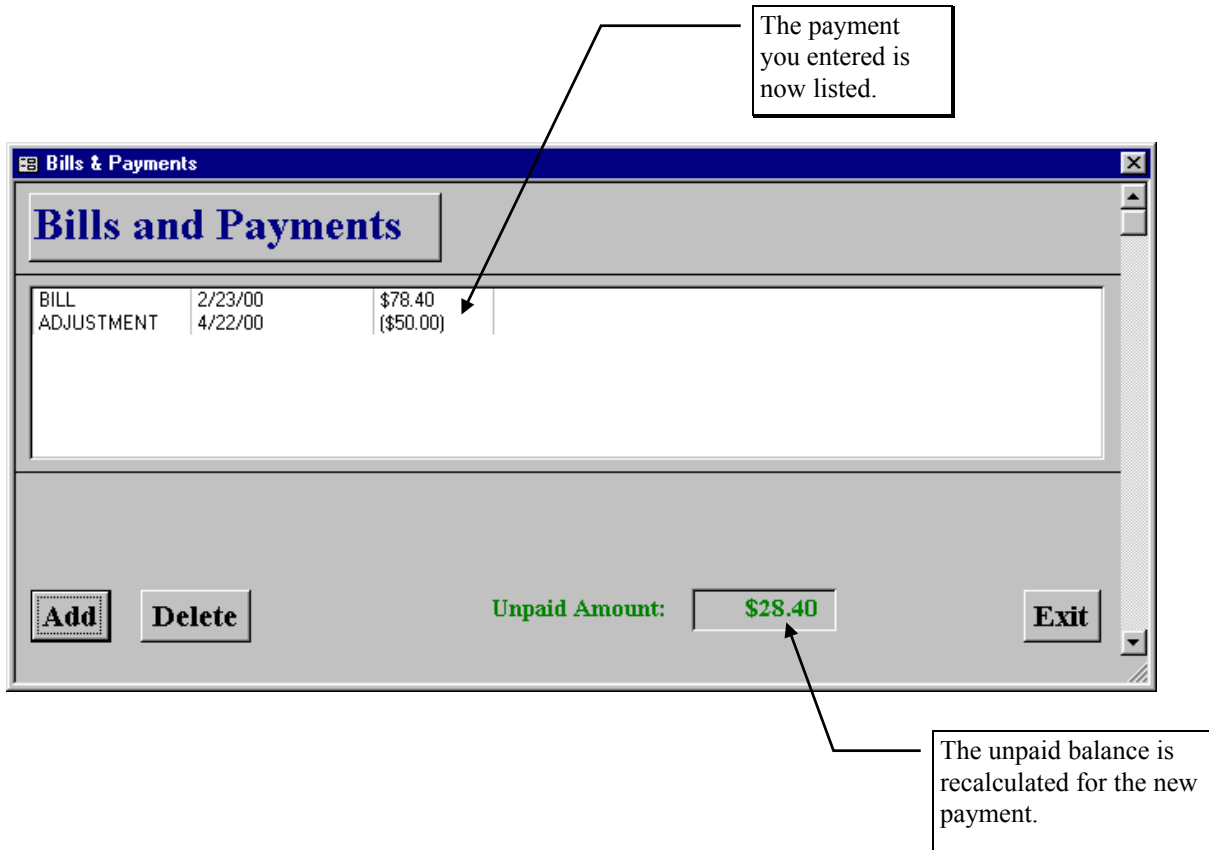 The payment
you entered is
now listed.
Bills & Payments
Bills and Payments
BILL 2/23/00 $78.40
ADJUSTMENT 4/22/00 ($50.00)
Add Delete Unpaid Amount: $28.40 Exit
The unpaid balance is
recalculated for the new
payment.